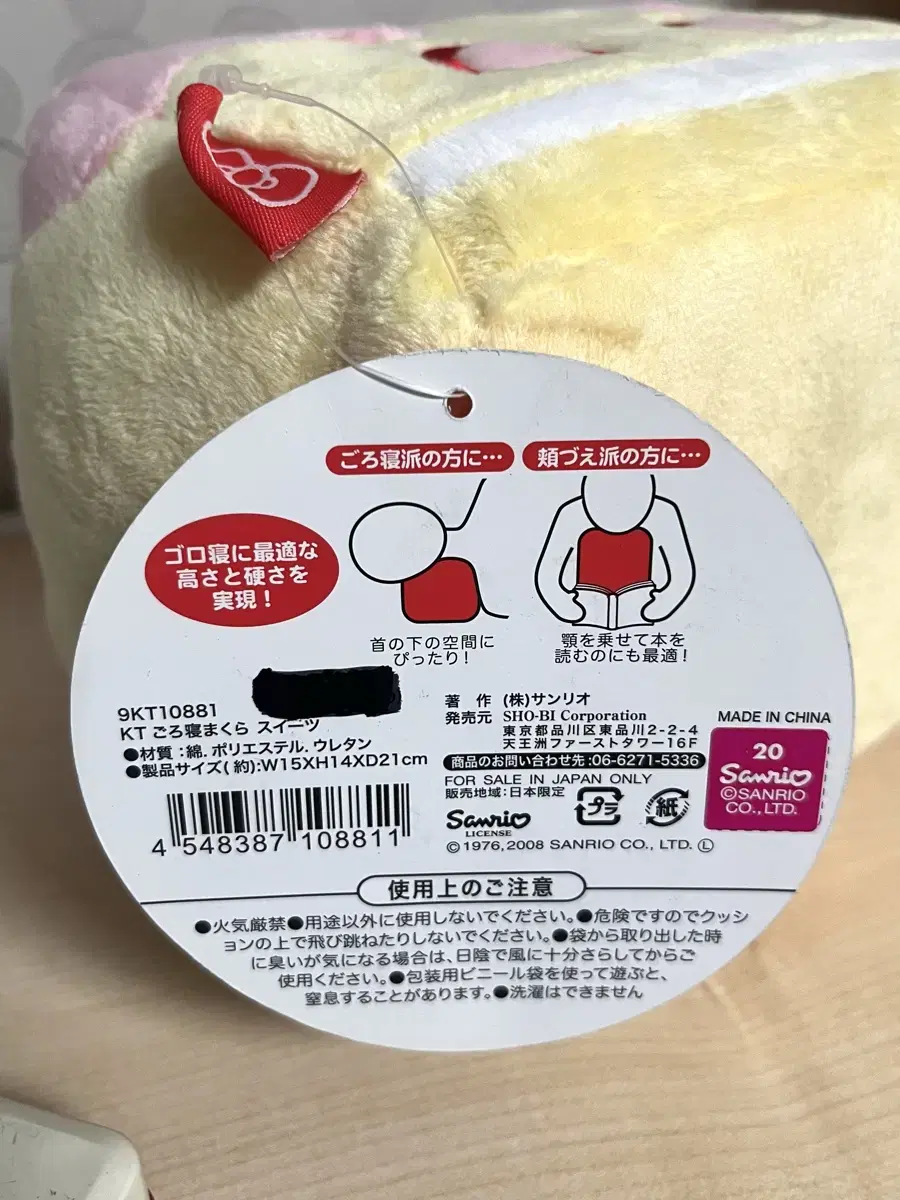 ごろ寝派の方に…
頬づえ派の方に…
ゴロ寝に最適な
高さと硬さを
実現！
首の下の空間に
ぴったり！
顎を乗せて本を
読むのにも最適！
9KT10881
KT ごろ寝まくら スイーツ
●材質：綿．ポリエステル．ウレタン
●製品サイズ(約):W15XH14XD21cm
4 548387 108811
著 作 (株)サンリオ
発売元 SHO-BI Corporation
東京都品川区東品川2-2-4
天王洲ファーストタワー16F
商品のお問い合わせ先:06-6271-5336
FOR SALE IN JAPAN ONLY
販売地域:日本限定
プラ
紙
Sanrio
LICENSE
©1976,2008 SANRIO CO., LTD. Ⓛ
MADE IN CHINA
20
Sanrio
©SANRIO
CO., LTD.
使用上のご注意
●火気厳禁●用途以外に使用しないでください。●危険ですのでクッシ
ョンの上で飛び跳ねたりしないでください。●袋から取り出した時
に臭いが気になる場合は、日陰で風に十分さらしてからご
使用ください。●包装用ビニール袋を使って遊ぶと、
窒息することがあります。●洗濯はできません